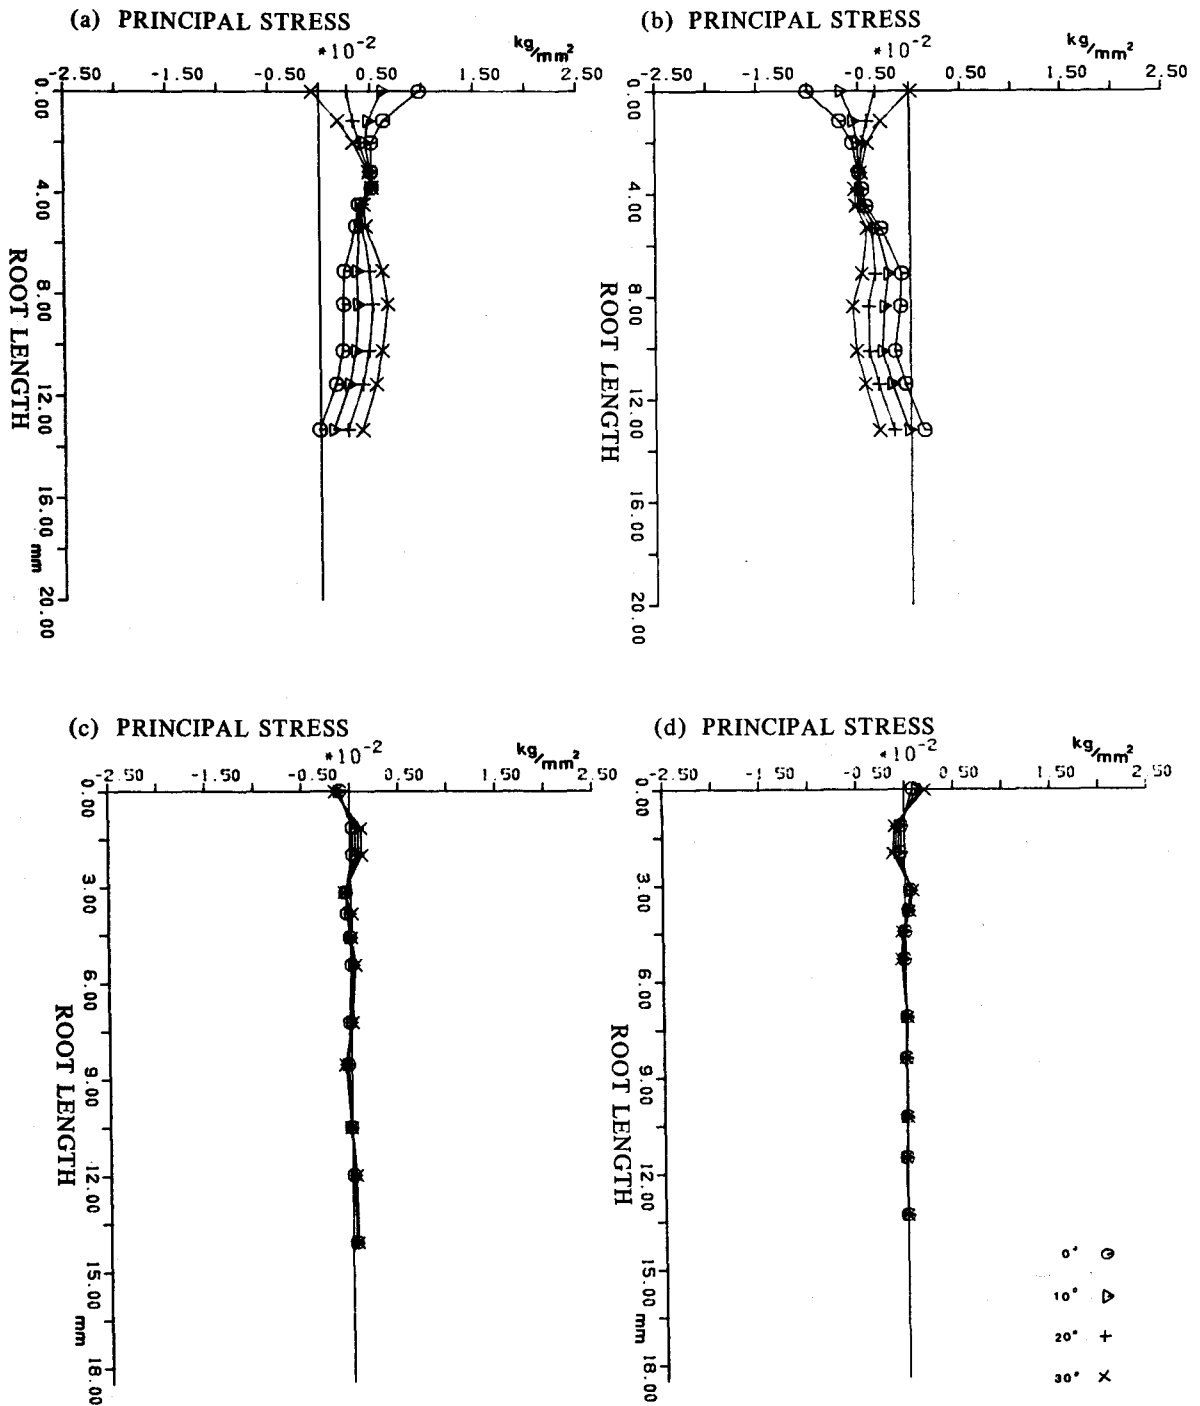 (a) PRINCIPAL STRESS
*10-2 kg/mm2
-2.50 -1.50 -0.50 0.50 1.50 2.50
0.00
4.00
8.00
12.00
16.00
mm
20.00
ROOT LENGTH
(b) PRINCIPAL STRESS
*10-2 kg/mm2
-2.50 -1.50 -0.50 0.50 1.50 2.50
0.00
4.00
8.00
12.00
16.00
mm
20.00
ROOT LENGTH
(c) PRINCIPAL STRESS
*10-2 kg/mm2
-2.50 -1.50 -0.50 0.50 1.50 2.50
0.00
3.00
6.00
9.00
12.00
15.00
mm
18.00
ROOT LENGTH
(d) PRINCIPAL STRESS
*10-2 kg/mm2
-2.50 -1.50 -0.50 0.50 1.50 2.50
0.00
3.00
6.00
9.00
12.00
15.00
mm
18.00
ROOT LENGTH
0°
10°
20°
30°